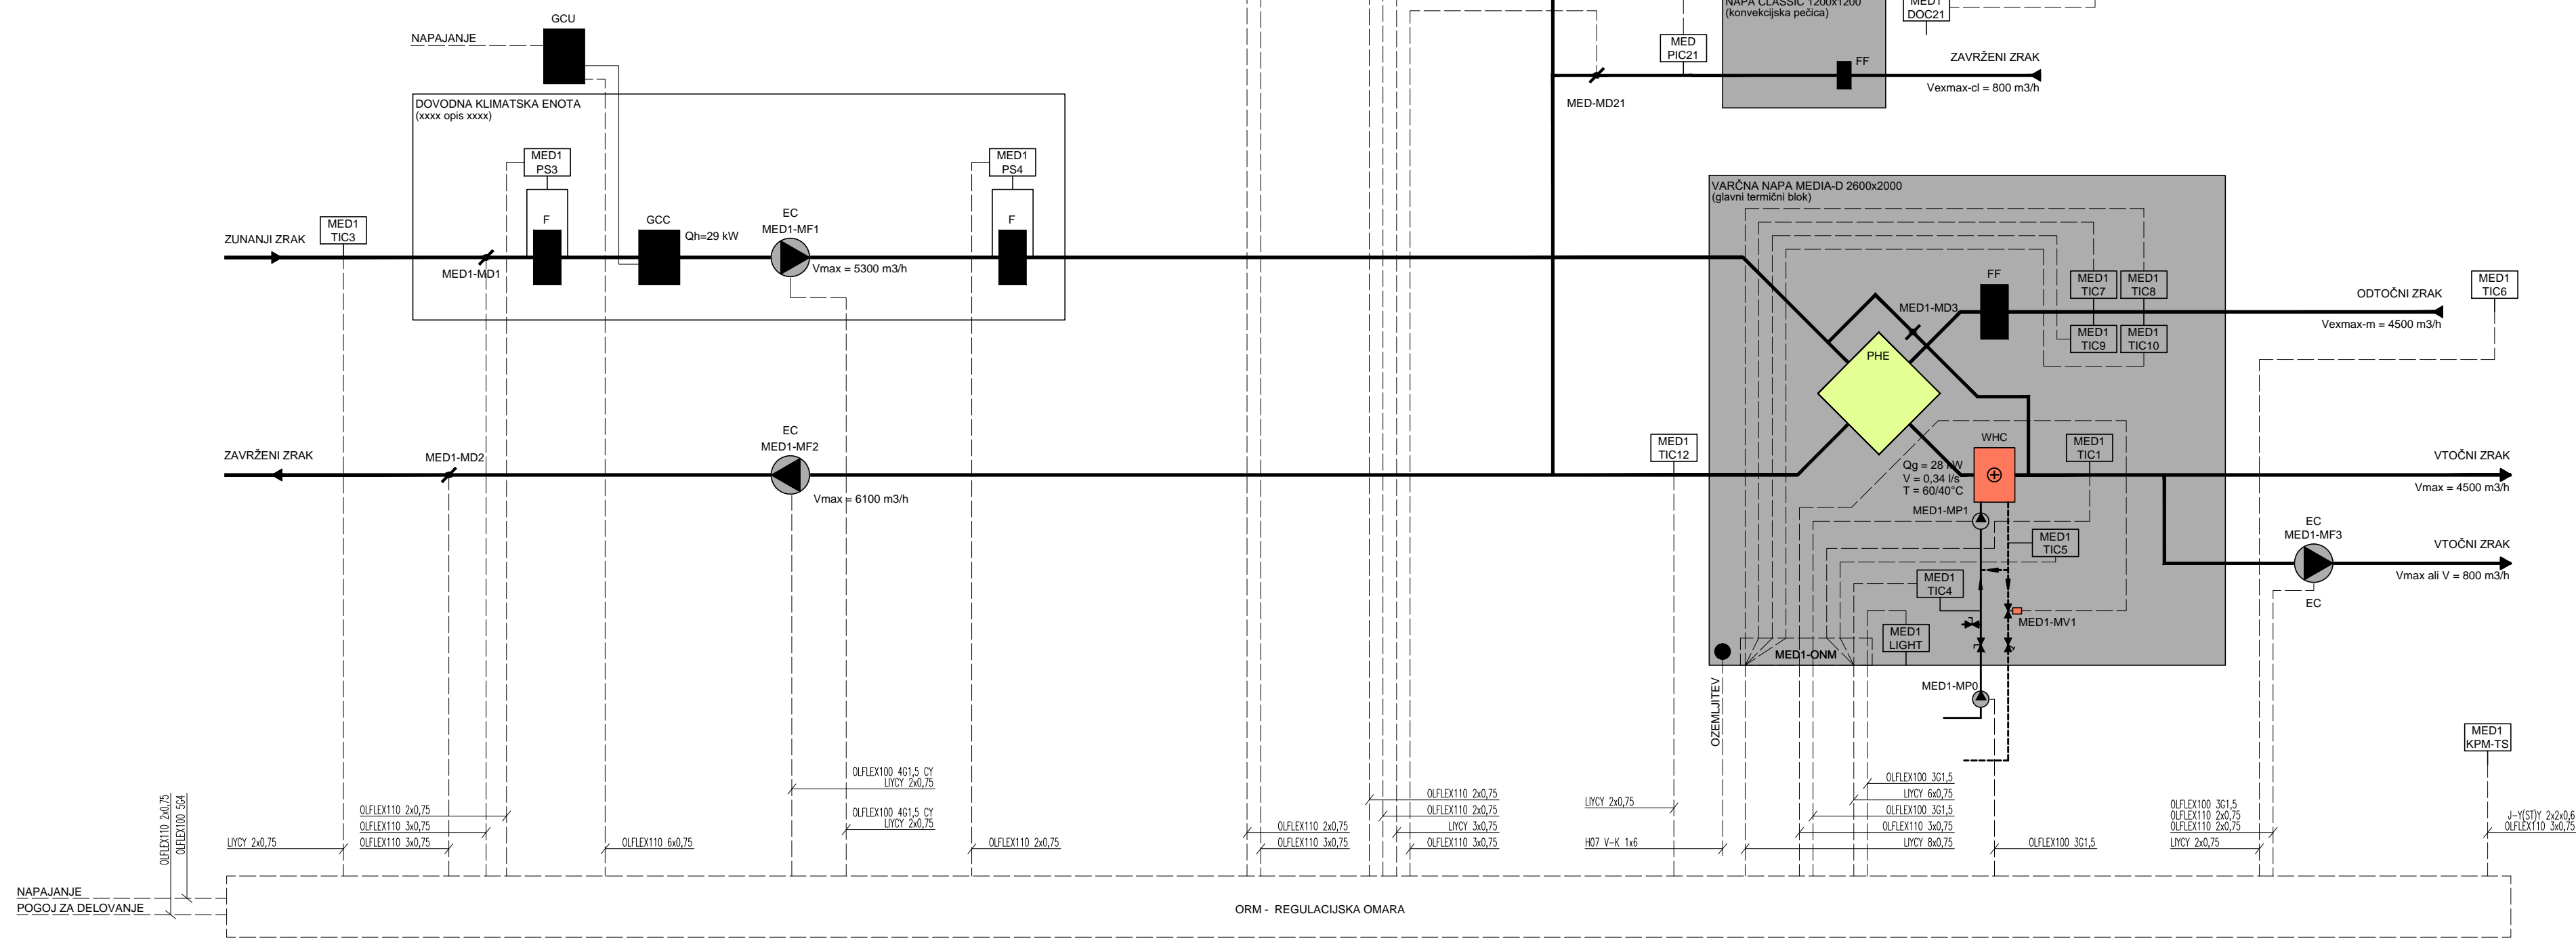 GCU
NAPAJANJE
DOVODNA KLIMATSKA ENOTA
(xxxx opis xxxx)
MED1
PS3
MED1
PS4
F
GCC
Qh=29 kW
EC
MED1-MF1
Vmax = 5300 m3/h
F
ZUNANJI ZRAK
MED1
TIC3
MED1-MD1
NAPA CLASSIC 1200x1200
(konvekcijska pečica)
MED1
DOC21
MED
PIC21
FF
ZAVRŽENI ZRAK
Vexmax-cl = 800 m3/h
MED-MD21
VARČNA NAPA MEDIA-D 2600x2000
(glavni termični blok)
MED1-MD3
FF
MED1
TIC7
MED1
TIC8
MED1
TIC9
MED1
TIC10
ODTOČNI ZRAK
Vexmax-m = 4500 m3/h
MED1
TIC6
PHE
ZAVRŽENI ZRAK
MED1-MD2
EC
MED1-MF2
Vmax = 6100 m3/h
MED1
TIC12
WHC
Qg = 28 kW
V = 0,34 l/s
T = 60/40°C
MED1
TIC1
VTOČNI ZRAK
Vmax = 4500 m3/h
MED1-MP1
MED1
TIC5
EC
MED1-MF3
VTOČNI ZRAK
Vmax ali V = 800 m3/h
EC
MED1
TIC4
MED1-MV1
MED1
LIGHT
MED1-ONM
OZEMLJITEV
MED1-MP0
MED1
KPM-TS
OLFLEX110 2x0,75
OLFLEX100 5G4
LIYCY 2x0,75
OLFLEX110 2x0,75
OLFLEX110 3x0,75
OLFLEX110 3x0,75
OLFLEX110 6x0,75
OLFLEX100 4G1,5 CY
LIYCY 2x0,75
OLFLEX100 4G1,5 CY
LIYCY 2x0,75
OLFLEX110 2x0,75
OLFLEX110 2x0,75
OLFLEX110 3x0,75
OLFLEX110 2x0,75
OLFLEX110 2x0,75
LIYCY 3x0,75
OLFLEX110 3x0,75
LIYCY 2x0,75
H07 V-K 1x6
OLFLEX100 3G1,5
LIYCY 6x0,75
OLFLEX100 3G1,5
OLFLEX110 3x0,75
LIYCY 8x0,75
OLFLEX100 3G1,5
OLFLEX100 3G1,5
OLFLEX110 2x0,75
OLFLEX110 2x0,75
LIYCY 2x0,75
J-Y(ST)Y 2x2x0,6
OLFLEX110 3x0,75
NAPAJANJE
POGOJ ZA DELOVANJE
ORM - REGULACIJSKA OMARA